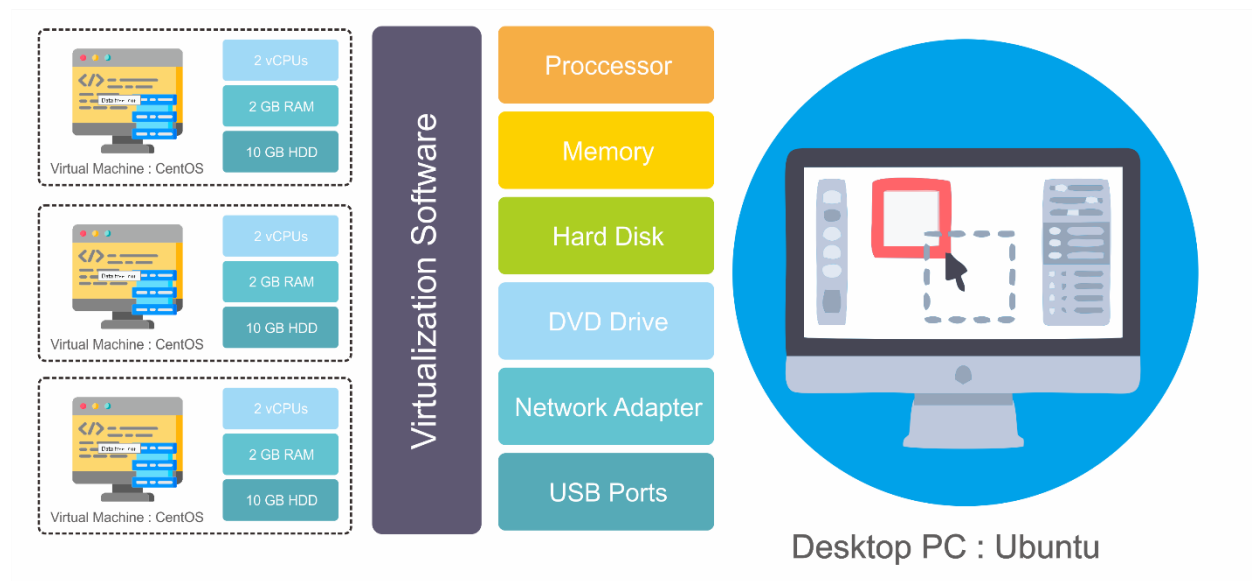 2 vCPUs
2 GB RAM
10 GB HDD
Virtual Machine : CentOS
2 vCPUs
2 GB RAM
10 GB HDD
Virtual Machine : CentOS
2 vCPUs
2 GB RAM
10 GB HDD
Virtual Machine : CentOS
Virtualization Software
Proccessor
Memory
Hard Disk
DVD Drive
Network Adapter
USB Ports
Desktop PC : Ubuntu